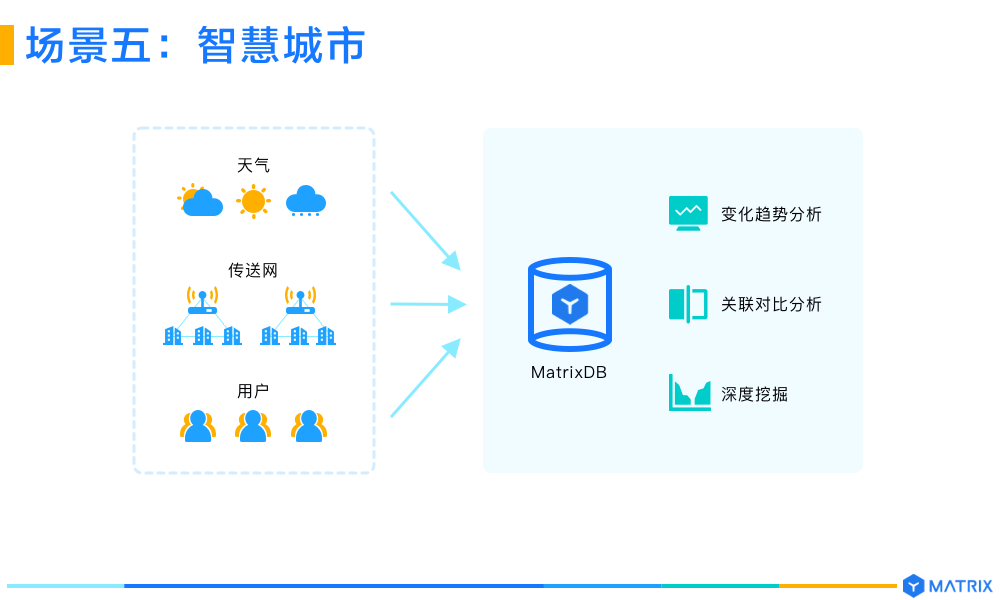 场景五：智慧城市
天气
传送网
用户
MatrixDB
变化趋势分析
关联对比分析
深度挖掘
MATRIX